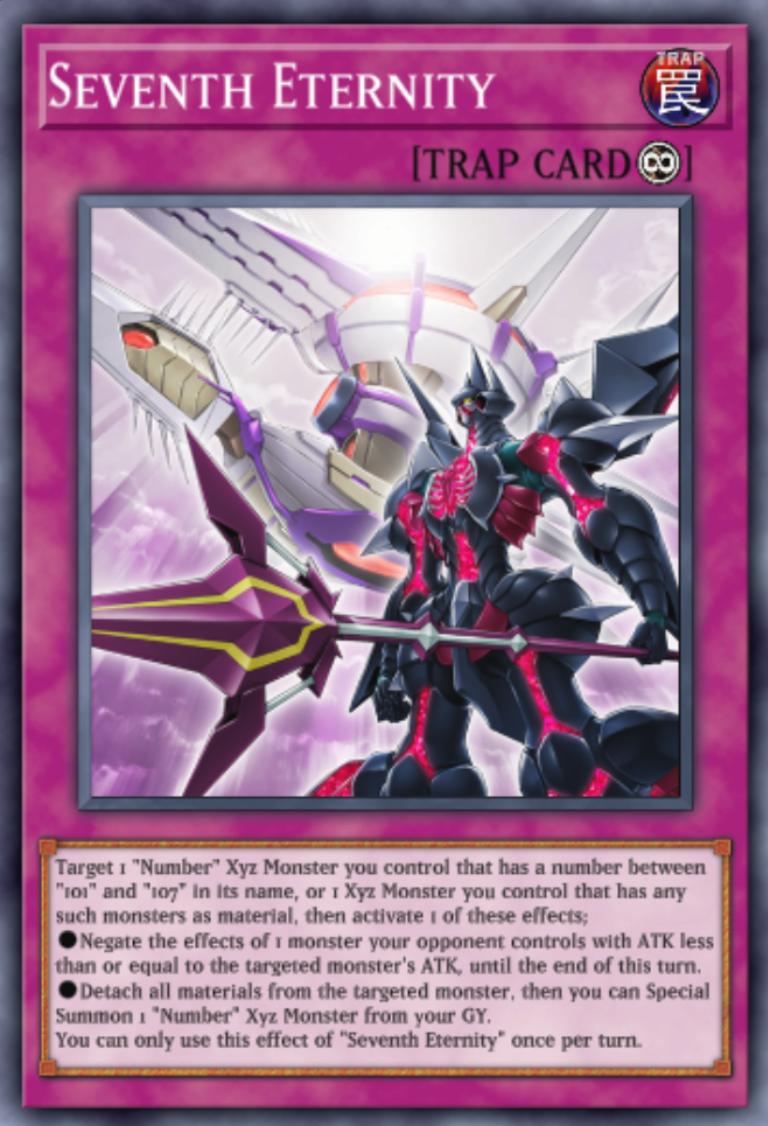 SEVENTH ETERNITY
TRAP
罠
[TRAP CARD ∞]
Target 1 "Number" Xyz Monster you control that has a number between
"101" and "107" in its name, or 1 Xyz Monster you control that has any
such monsters as material, then activate 1 of these effects;
●Negate the effects of 1 monster your opponent controls with ATK less
than or equal to the targeted monster's ATK, until the end of this turn.
●Detach all materials from the targeted monster, then you can Special
Summon 1 "Number" Xyz Monster from your GY.
You can only use this effect of "Seventh Eternity" once per turn.